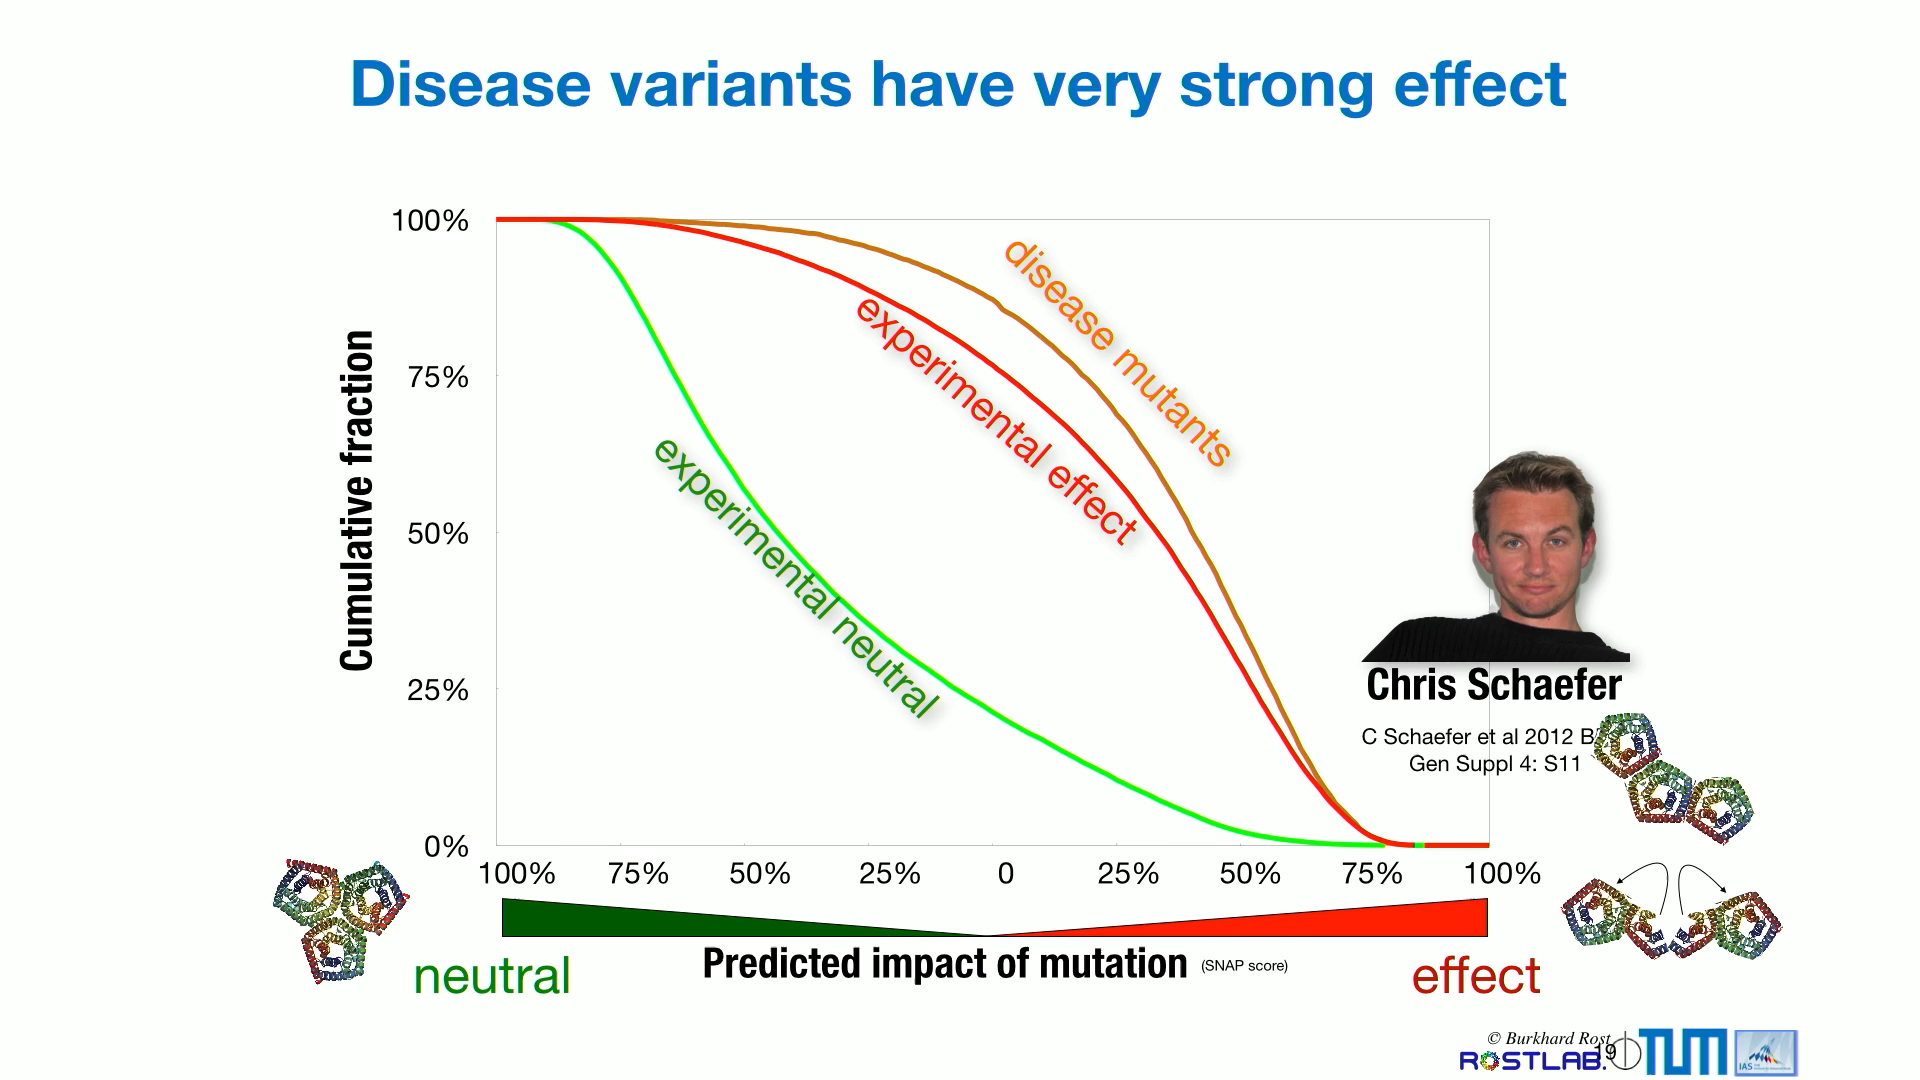 Disease variants have very strong effect
100%
75%
50%
25%
0%
Cumulative fraction
disease mutants
experimental effect
experimental neutral
100% 75% 50% 25% 0 25% 50% 75% 100%
neutral
Predicted impact of mutation (SNAP score)
effect
Chris Schaefer
C Schaefer et al 2012 B
Gen Suppl 4: S11
© Burkhard Rost
ROSTLAB.
19
TUM
IAS